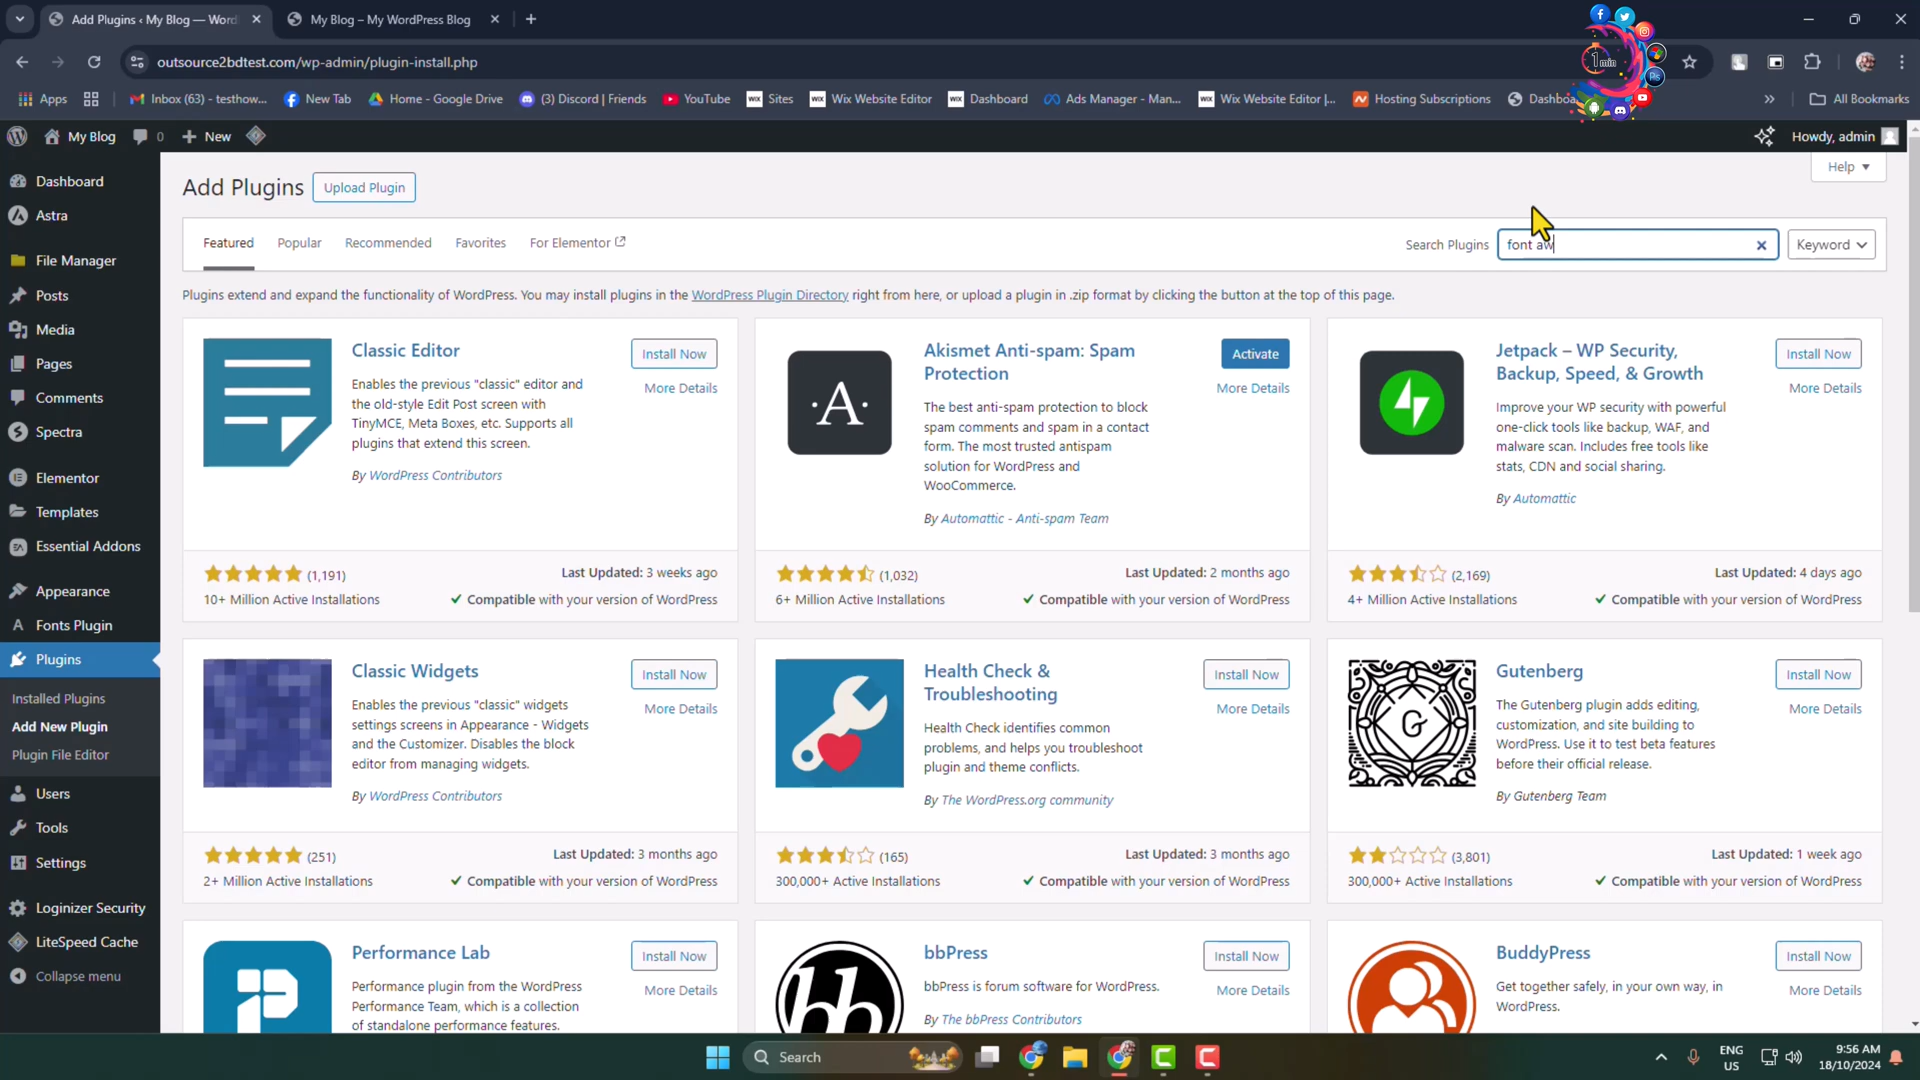 Add Plugins ‹ My Blog — Word
My Blog – My WordPress Blog
outsource2bdtest.com/wp-admin/plugin-install.php
1 min
Ps
Apps
Inbox (63) - testhow...
New Tab
Home - Google Drive
(3) Discord | Friends
YouTube
WIX Sites
WIX Wix Website Editor
WIX Dashboard
Ads Manager - Man...
WIX Wix Website Editor |...
Hosting Subscriptions
Dashboa
All Bookmarks
My Blog
0
New
Howdy, admin
Help
Dashboard
Astra
File Manager
Posts
Media
Pages
Comments
Spectra
Elementor
Templates
Essential Addons
Appearance
Fonts Plugin
Plugins
Installed Plugins
Add New Plugin
Plugin File Editor
Users
Tools
Settings
Loginizer Security
LiteSpeed Cache
Collapse menu
Add Plugins
Upload Plugin
Featured
Popular
Recommended
Favorites
For Elementor
Search Plugins
font aw
Keyword
Plugins extend and expand the functionality of WordPress. You may install plugins in the WordPress Plugin Directory right from here, or upload a plugin in .zip format by clicking the button at the top of this page.
Classic Editor
Install Now
More Details
Enables the previous "classic" editor and
the old-style Edit Post screen with
TinyMCE, Meta Boxes, etc. Supports all
plugins that extend this screen.
By WordPress Contributors
(1,191)
Last Updated: 3 weeks ago
10+ Million Active Installations
Compatible with your version of WordPress
·A·
Akismet Anti-spam: Spam
Protection
Activate
More Details
The best anti-spam protection to block
spam comments and spam in a contact
form. The most trusted antispam
solution for WordPress and
WooCommerce.
By Automattic - Anti-spam Team
(1,032)
Last Updated: 2 months ago
6+ Million Active Installations
Compatible with your version of WordPress
Jetpack – WP Security,
Backup, Speed, & Growth
Install Now
More Details
Improve your WP security with powerful
one-click tools like backup, WAF, and
malware scan. Includes free tools like
stats, CDN and social sharing.
By Automattic
(2,169)
Last Updated: 4 days ago
4+ Million Active Installations
Compatible with your version of WordPress
Classic Widgets
Install Now
More Details
Enables the previous "classic" widgets
settings screens in Appearance - Widgets
and the Customizer. Disables the block
editor from managing widgets.
By WordPress Contributors
(251)
Last Updated: 3 months ago
2+ Million Active Installations
Compatible with your version of WordPress
Health Check &
Troubleshooting
Install Now
More Details
Health Check identifies common
problems, and helps you troubleshoot
plugin and theme conflicts.
By The WordPress.org community
(165)
Last Updated: 3 months ago
300,000+ Active Installations
Compatible with your version of WordPress
G
Gutenberg
Install Now
More Details
The Gutenberg plugin adds editing,
customization, and site building to
WordPress. Use it to test beta features
before their official release.
By Gutenberg Team
(3,801)
Last Updated: 1 week ago
300,000+ Active Installations
Compatible with your version of WordPress
Performance Lab
Install Now
More Details
Performance plugin from the WordPress
Performance Team, which is a collection
of standalone performance features.
bb
bbPress
Install Now
More Details
bbPress is forum software for WordPress.
By The bbPress Contributors
BuddyPress
Install Now
More Details
Get together safely, in your own way, in
WordPress.
Search
ENG
US
9:56 AM
18/10/2024